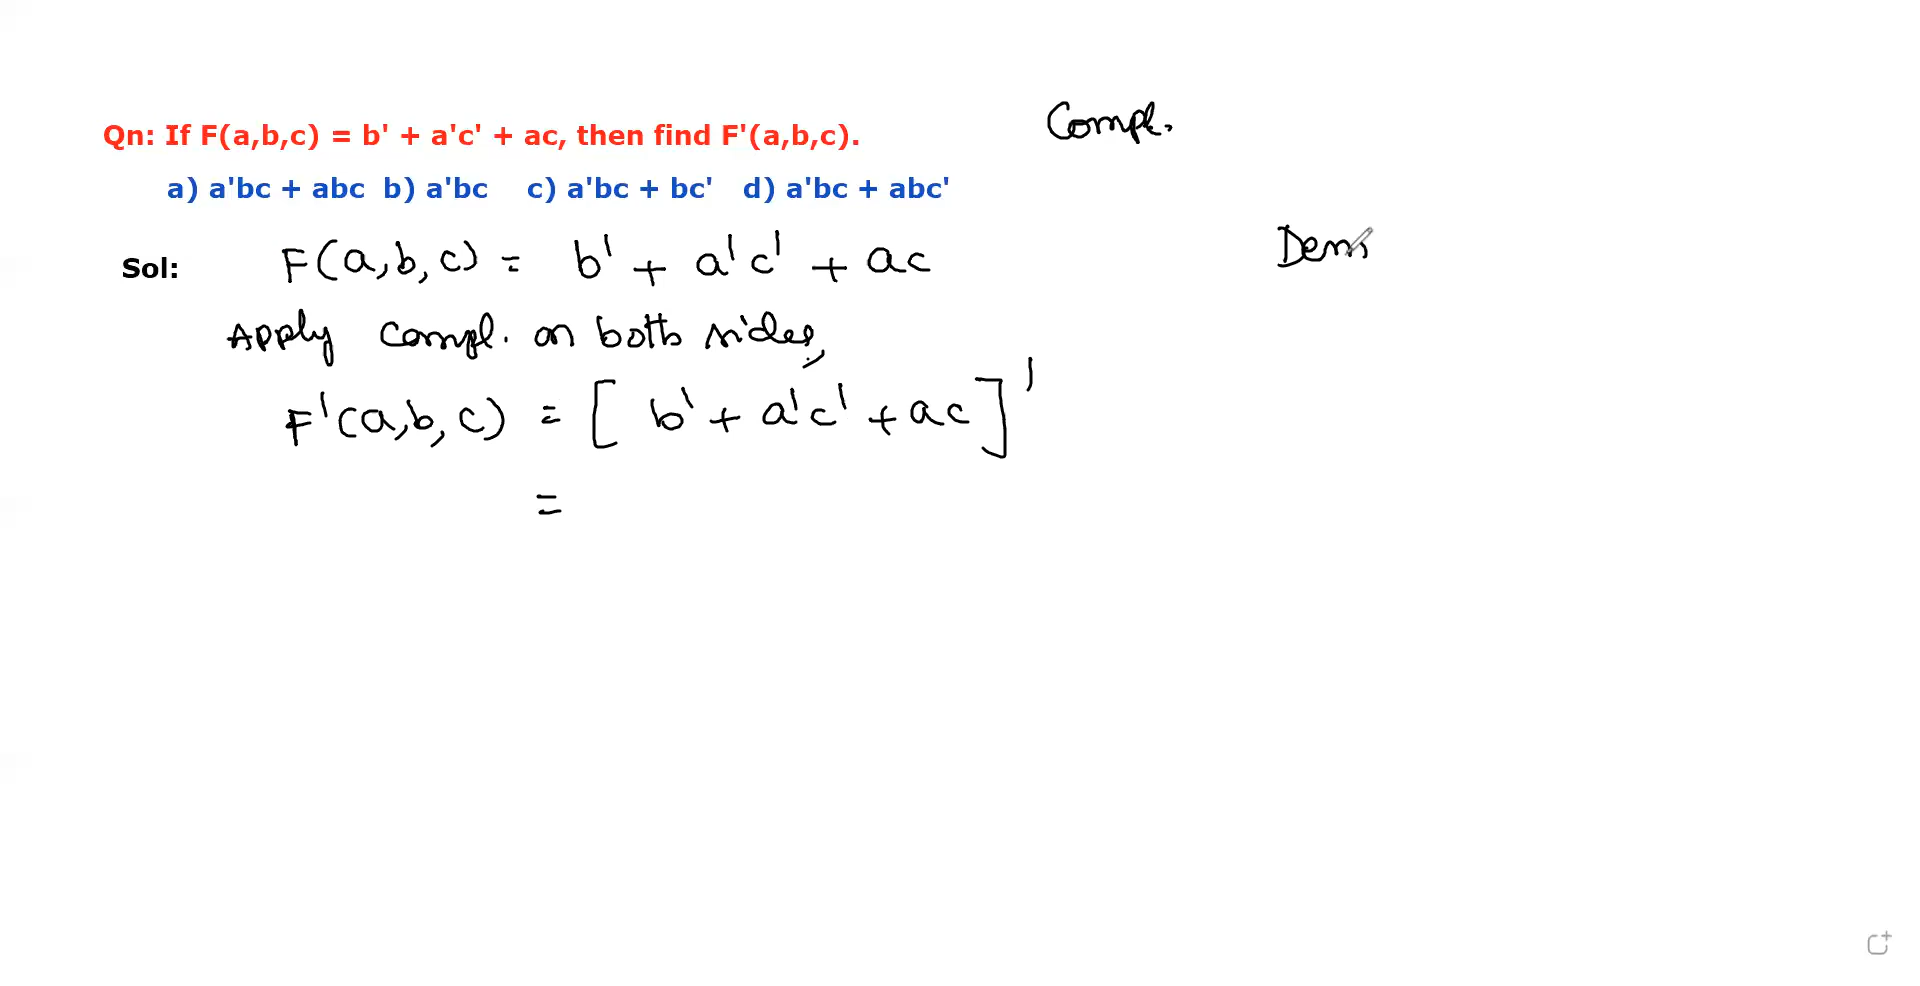 Compl.
Qn: If F(a,b,c) = b' + a'c' + ac, then find F'(a,b,c).
a) a'bc + abc b) a'bc c) a'bc + bc' d) a'bc + abc'
Sol: F(a,b,c) = b' + a'c' + ac
Dem
Apply compl. on both sides,
F'(a,b,c) = [ b' + a'c' + ac ]'
=